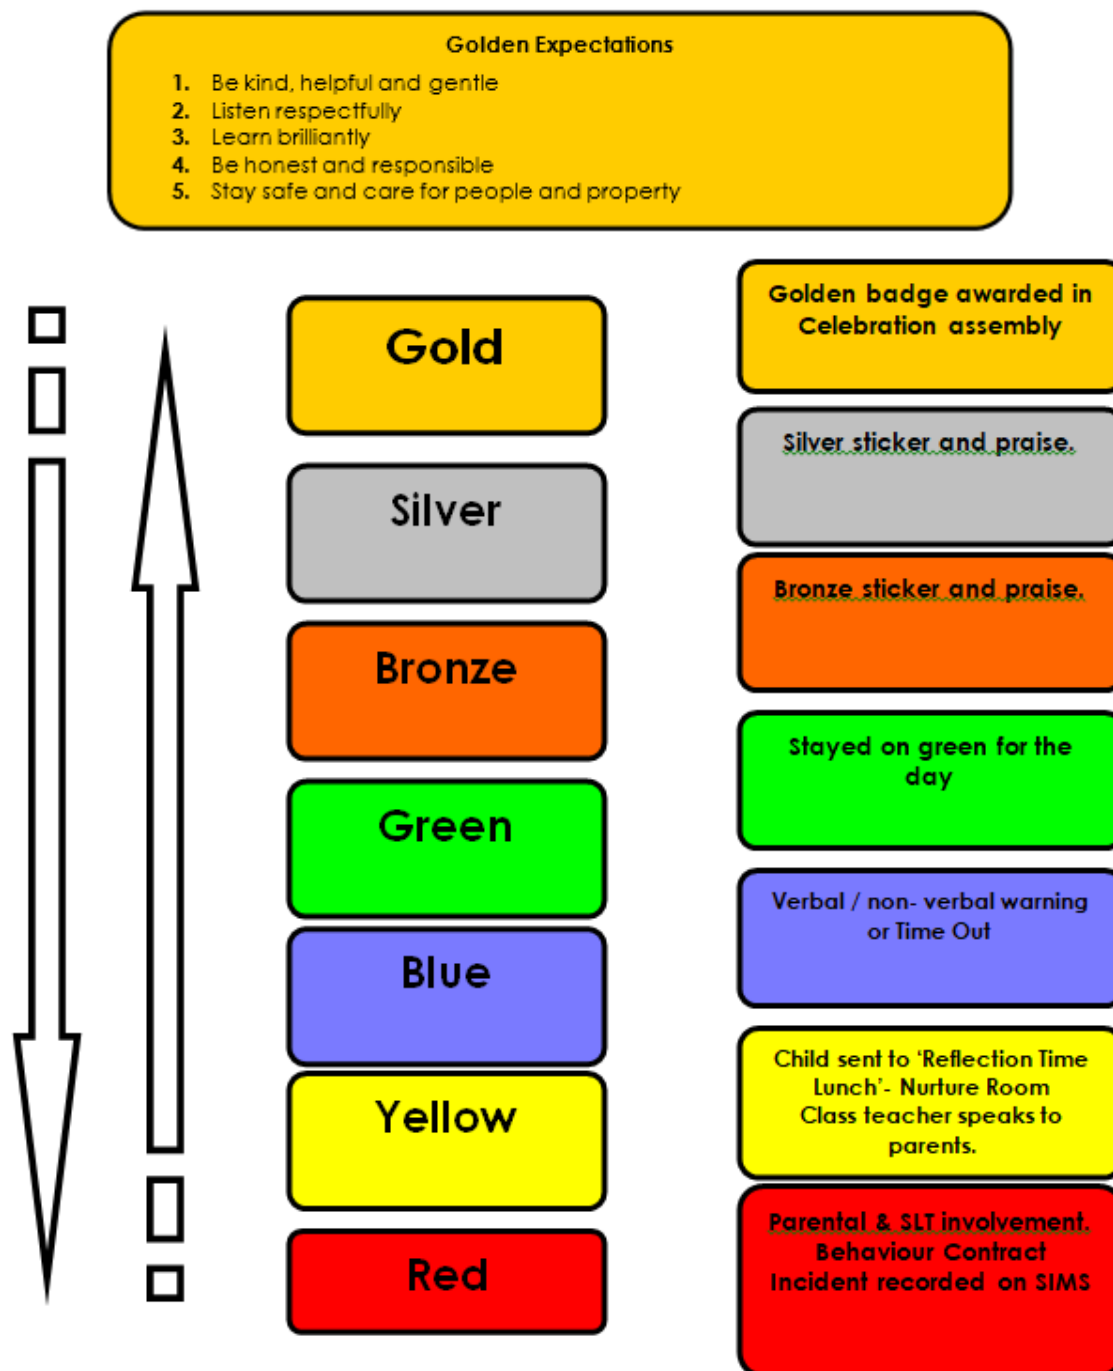 Golden Expectations
1. Be kind, helpful and gentle
2. Listen respectfully
3. Learn brilliantly
4. Be honest and responsible
5. Stay safe and care for people and property
Gold
Golden badge awarded in
Celebration assembly
Silver
Silver sticker and praise.
Bronze
Bronze sticker and praise.
Green
Stayed on green for the
day
Blue
Verbal / non- verbal warning
or Time Out
Yellow
Child sent to ‘Reflection Time
Lunch’- Nurture Room
Class teacher speaks to
parents.
Red
Parental & SLT involvement.
Behaviour Contract
Incident recorded on SIMS